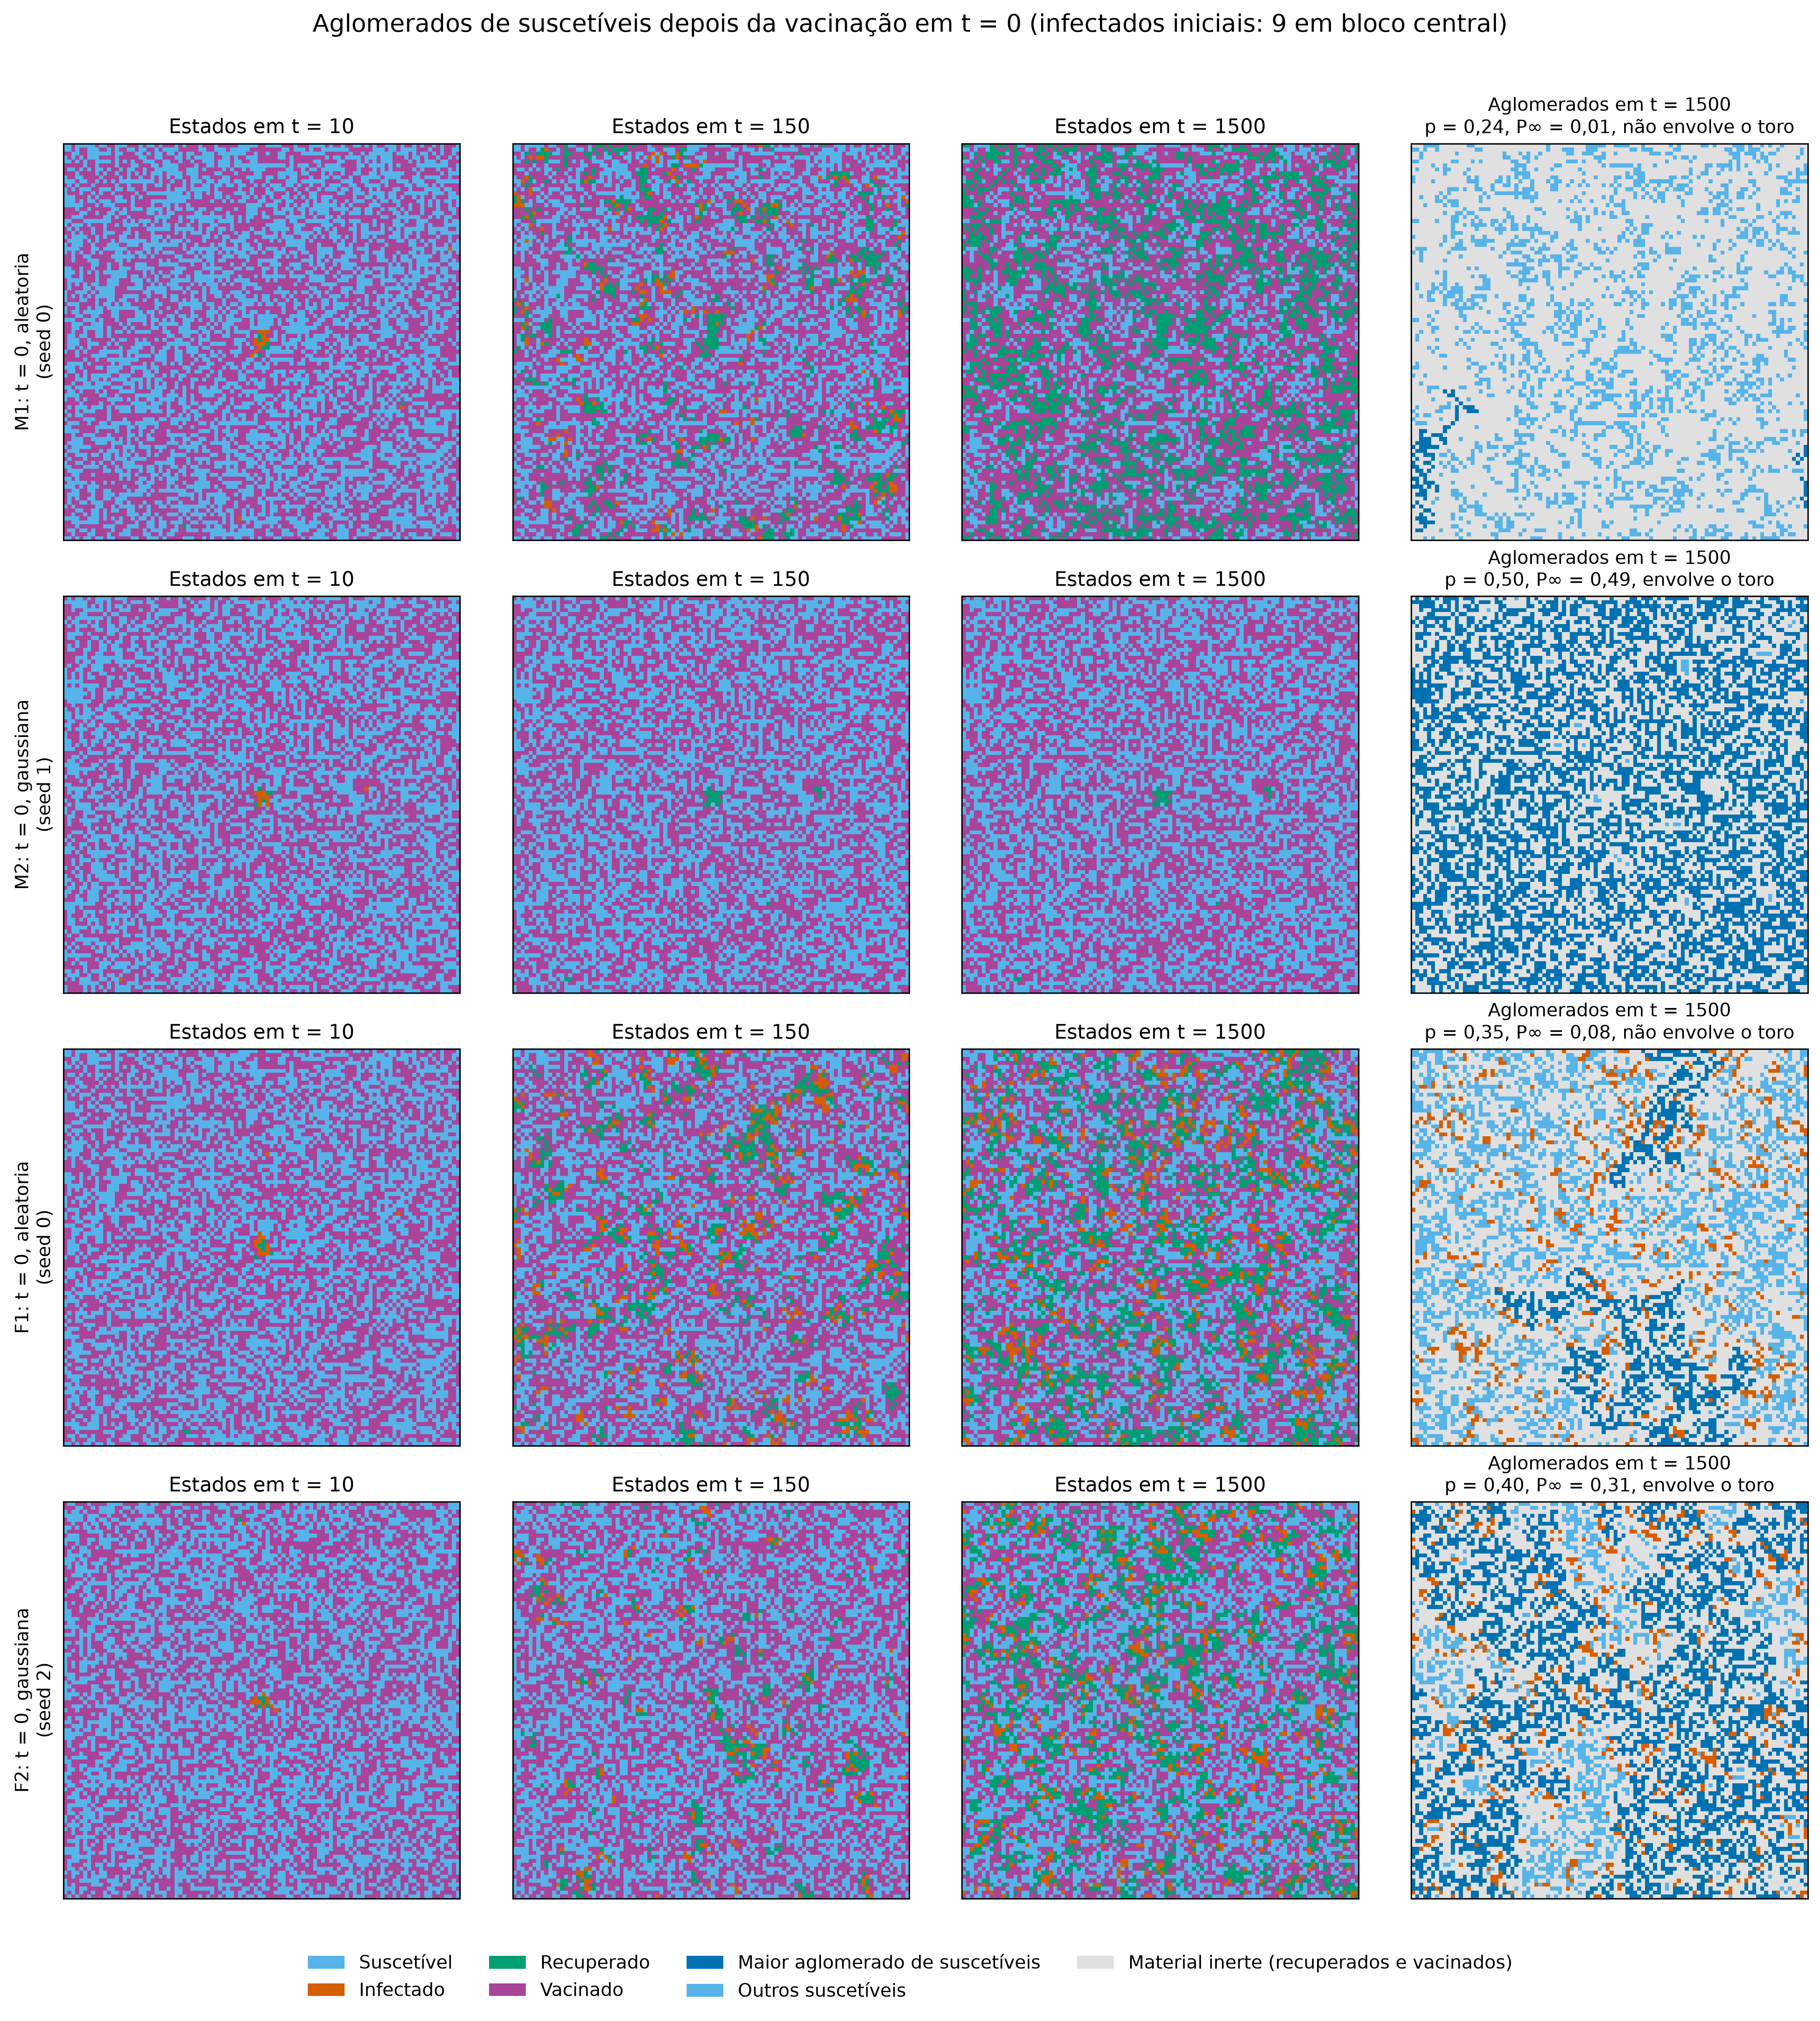 Aglomerados de suscetíveis depois da vacinação em t = 0 (infectados iniciais: 9 em bloco central)
Estados em t = 10
Estados em t = 150
Estados em t = 1500
Aglomerados em t = 1500
p = 0,24, P∞ = 0,01, não envolve o toro
M1: t = 0, aleatoria
(seed 0)
Estados em t = 10
Estados em t = 150
Estados em t = 1500
Aglomerados em t = 1500
p = 0,50, P∞ = 0,49, envolve o toro
M2: t = 0, gaussiana
(seed 1)
Estados em t = 10
Estados em t = 150
Estados em t = 1500
Aglomerados em t = 1500
p = 0,35, P∞ = 0,08, não envolve o toro
F1: t = 0, aleatoria
(seed 0)
Estados em t = 10
Estados em t = 150
Estados em t = 1500
Aglomerados em t = 1500
p = 0,40, P∞ = 0,31, envolve o toro
F2: t = 0, gaussiana
(seed 2)
Suscetível
Infectado
Recuperado
Vacinado
Maior aglomerado de suscetíveis
Outros suscetíveis
Material inerte (recuperados e vacinados)